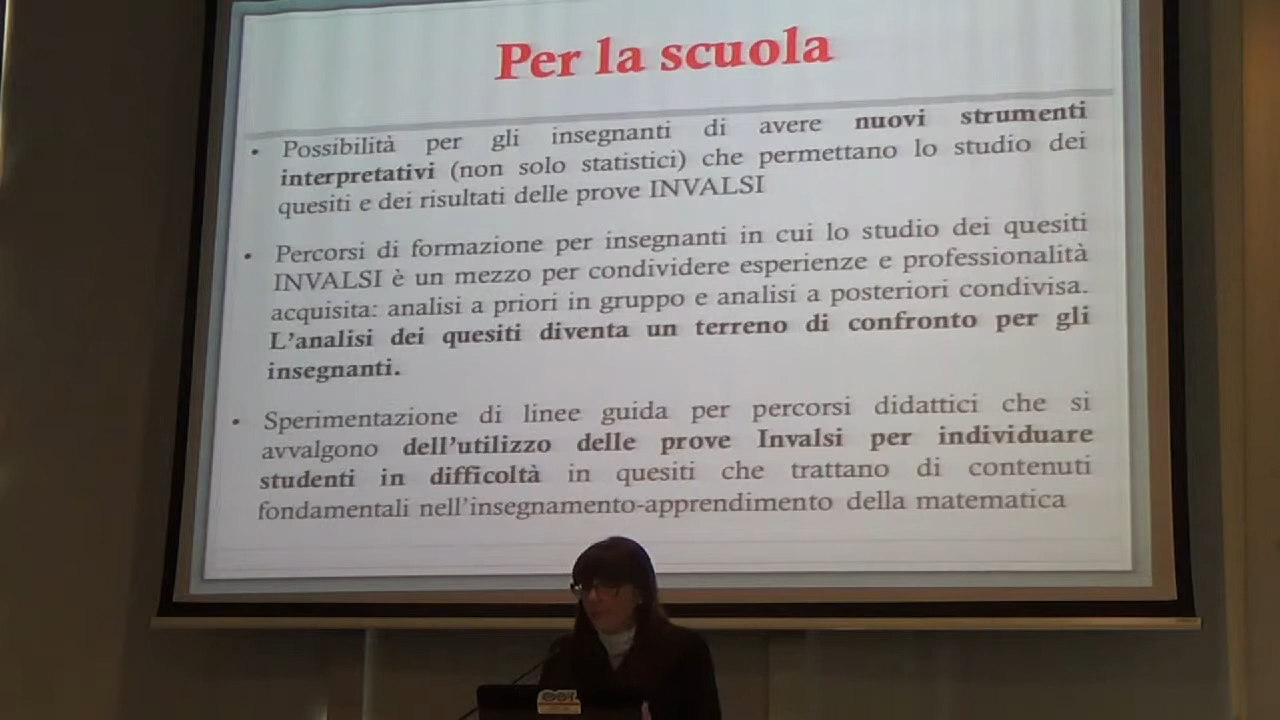 Per la scuola
• Possibilità per gli insegnanti di avere nuovi strumenti
interpretativi (non solo statistici) che permettano lo studio dei
quesiti e dei risultati delle prove INVALSI
• Percorsi di formazione per insegnanti in cui lo studio dei quesiti
INVALSI è un mezzo per condividere esperienze e professionalità
acquisita: analisi a priori in gruppo e analisi a posteriori condivisa.
L'analisi dei quesiti diventa un terreno di confronto per gli
insegnanti.
• Sperimentazione di linee guida per percorsi didattici che si
avvalgono dell'utilizzo delle prove Invalsi per individuare
studenti in difficoltà in quesiti che trattano di contenuti
fondamentali nell'insegnamento-apprendimento della matematica